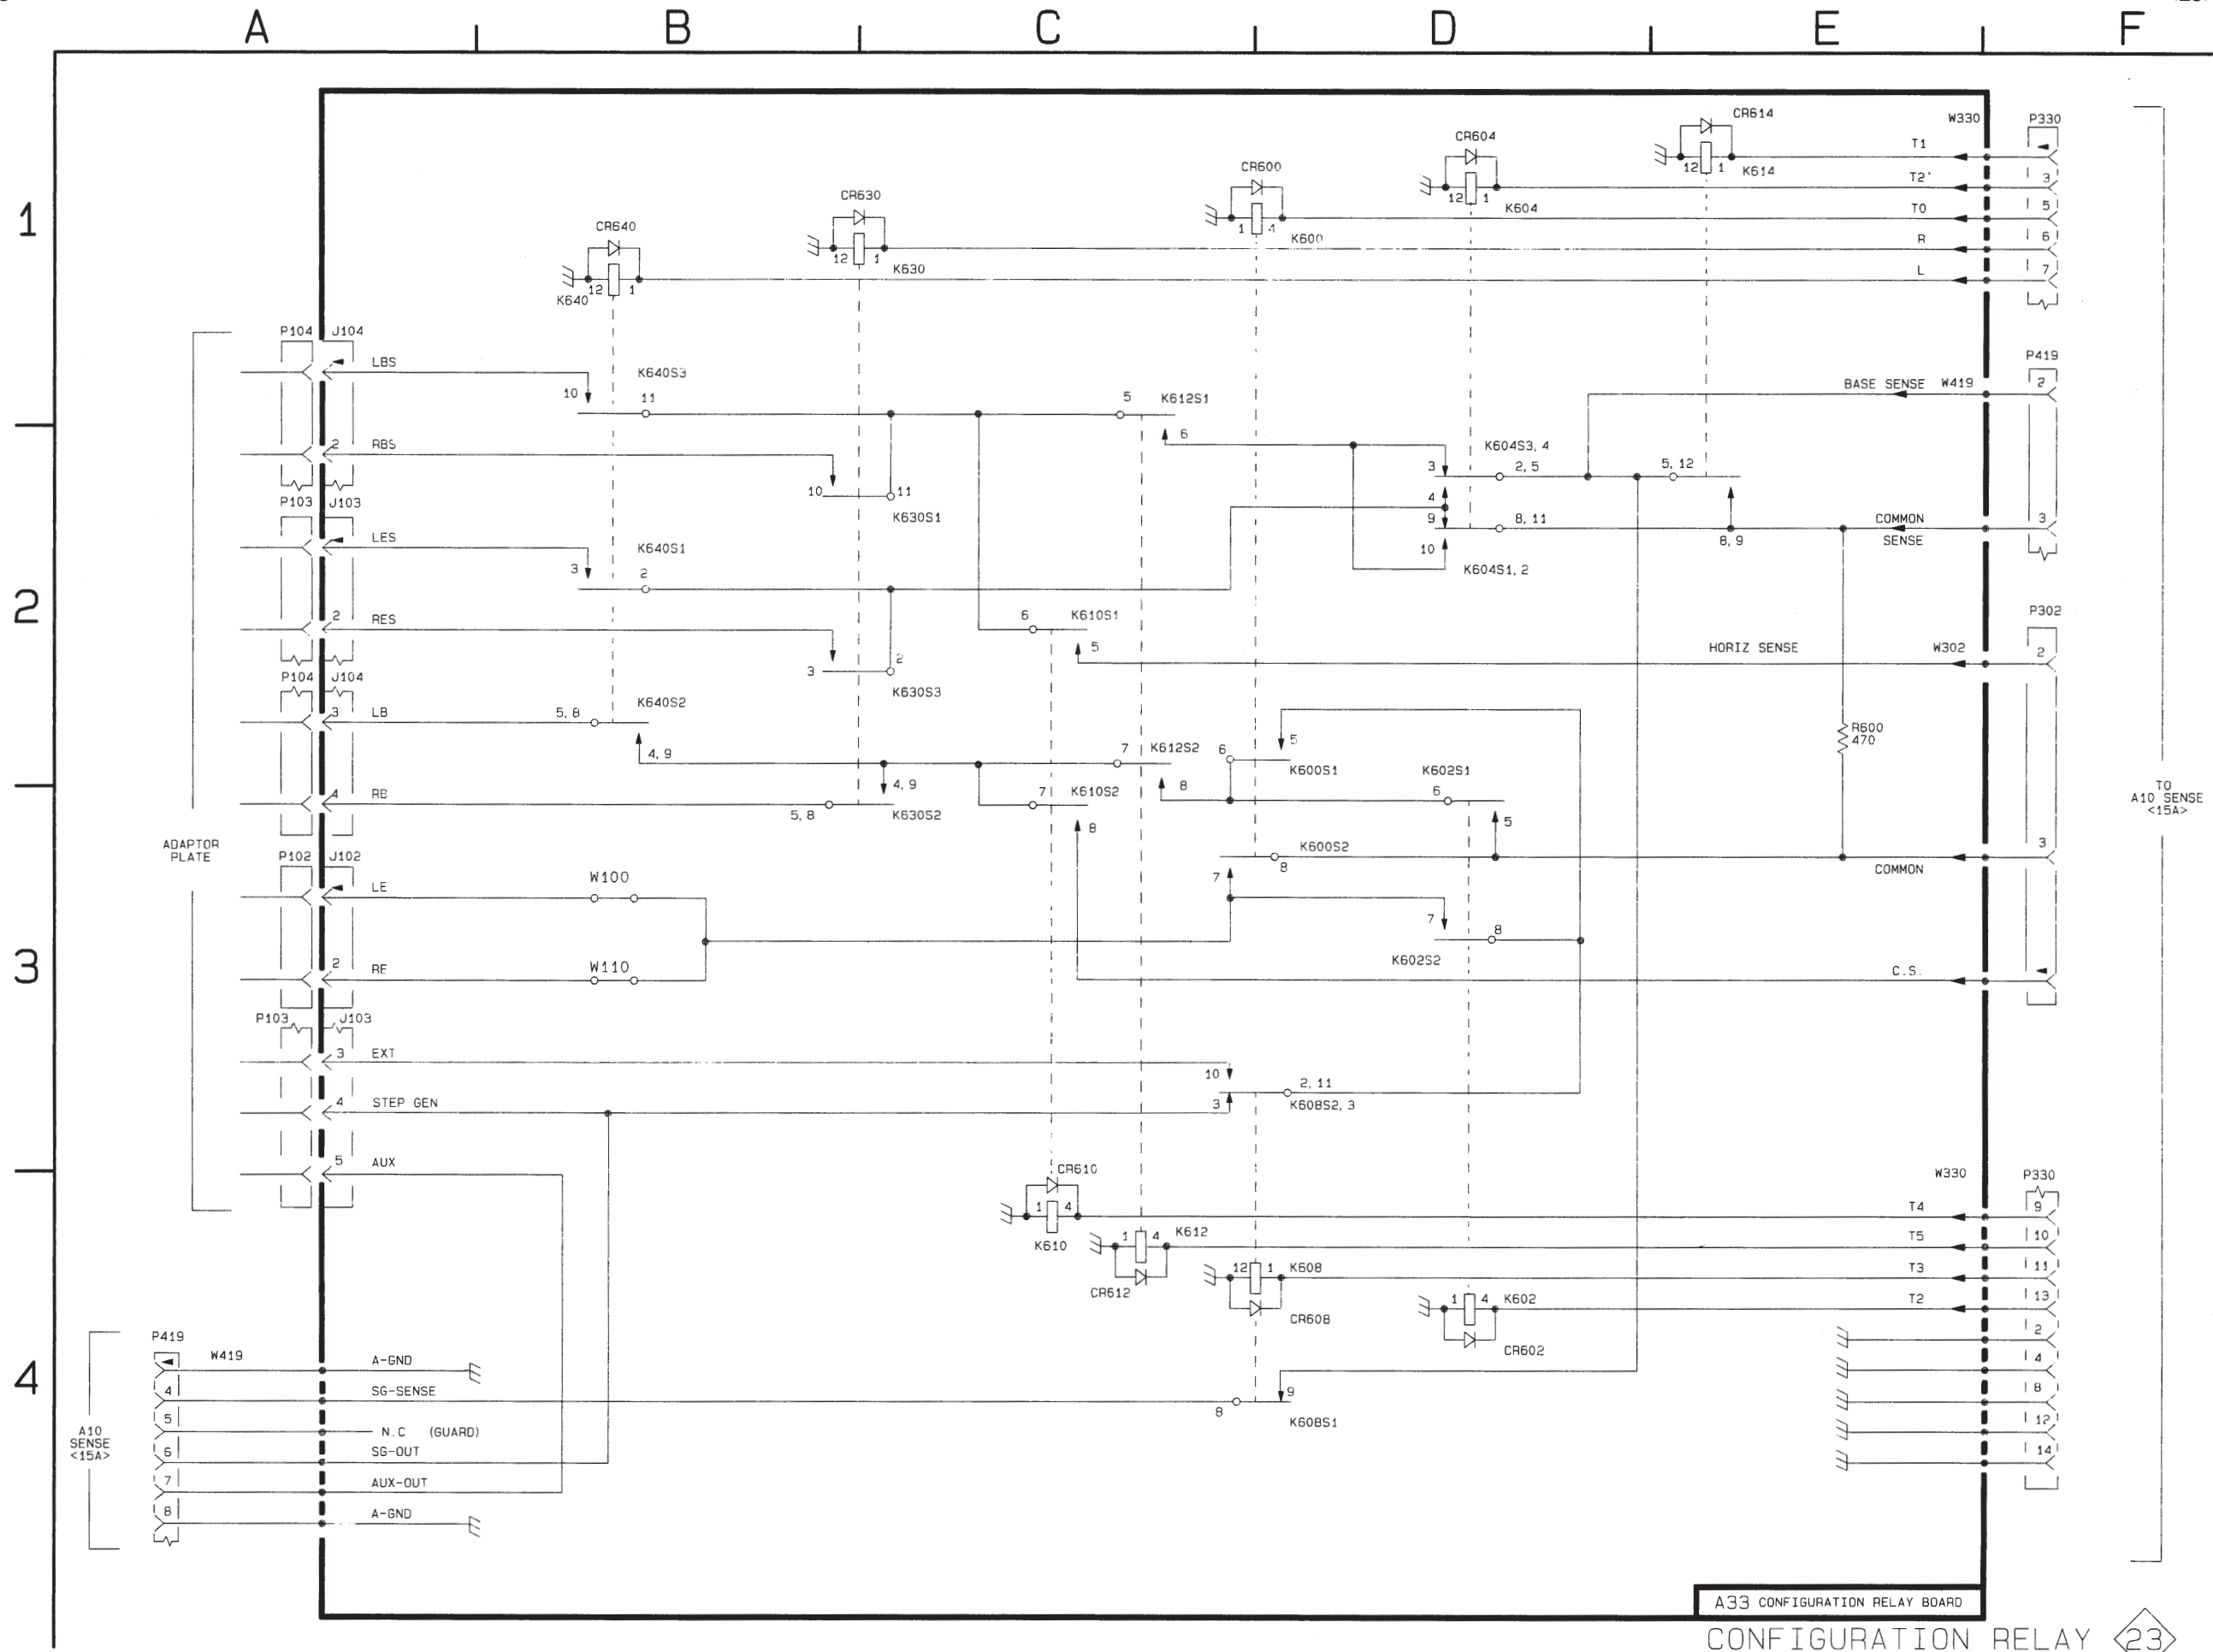 A B C D E F
1
2
3
4
CR614
W330
P330
T1
12 1
K614
CR604
T2'
3
12 1
K604
CR600
T0
5
1 4
K600
CR630
R
6
12 1
K630
CR640
L
7
K640
12 1
P104 J104
LBS
10
K640S3
11
5
K612S1
6
P419
BASE SENSE W419
2
2
RBS
10
11
K630S1
K604S3, 4
3
2, 5
5, 12
4
9
8, 11
10
K604S1, 2
8, 9
COMMON
SENSE
3
P103 J103
LES
3
K640S1
2
2
RES
3
2
K630S3
6
K610S1
5
P302
HORIZ SENSE
W302
2
P104 J104
3
LB
5, 8
K640S2
4, 9
7
K612S2
8
6
5
K600S1
K602S1
6
5
R600
470
4
RB
5, 8
4, 9
K630S2
7
K610S2
8
K600S2
8
7
COMMON
3
ADAPTOR
PLATE
TO
A10 SENSE
<15A>
P102 J102
LE
W100
7
8
K602S2
2
RE
W110
C.S.
P103 J103
3
EXT
10
2, 11
K608S2, 3
4
STEP GEN
3
5
AUX
CR610
1 4
K610
W330
P330
T4
9
1 4
K612
CR612
T5
10
12 1
K608
CR608
T3
11
1 4
K602
CR602
T2
13
2
4
8
12
14
P419
W419
A-GND
4
SG-SENSE
8
9
K608S1
5
N.C (GUARD)
6
SG-OUT
7
AUX-OUT
8
A-GND
A10
SENSE
<15A>
A33 CONFIGURATION RELAY BOARD
CONFIGURATION RELAY 23